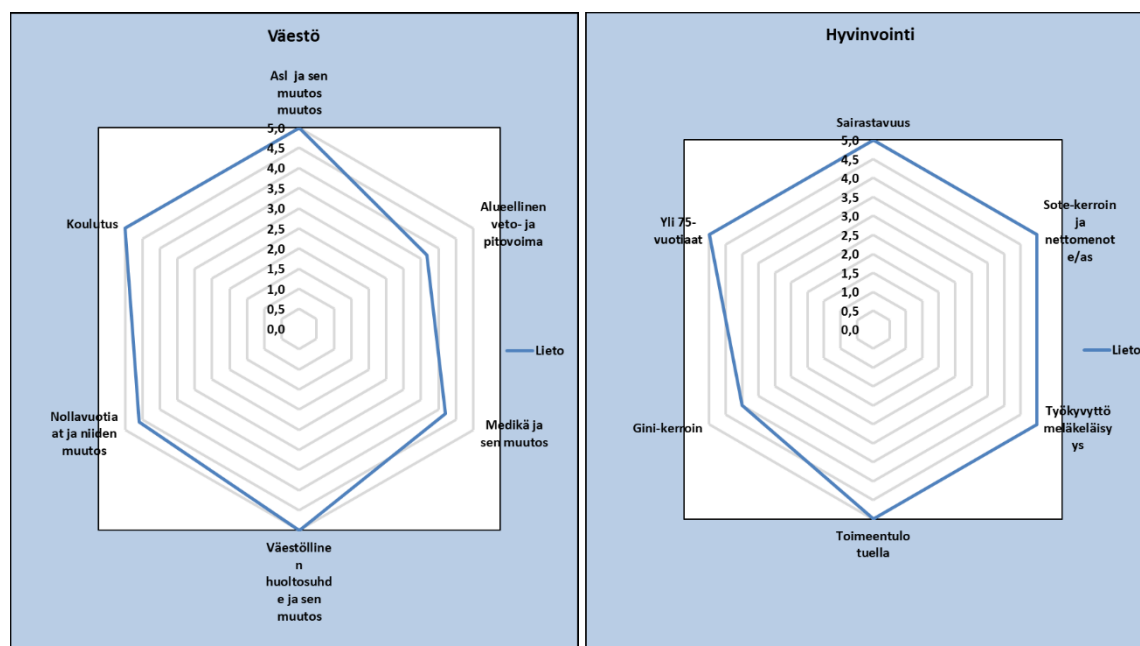 Väestö
Asl ja sen
muutos
muutos
5,0
4,5
4,0
3,5
3,0
2,5
2,0
1,5
1,0
0,5
0,0
Alueellinen
veto- ja
pitovoima
Medikä ja
sen muutos
Väestölline
n
huoltosuhd
e ja sen
muutos
Nollavuotia
at ja niiden
muutos
Koulutus
Lieto
Hyvinvointi
Sairastavuus
5,0
4,5
4,0
3,5
3,0
2,5
2,0
1,5
1,0
0,5
0,0
Sote-kerroin
ja
nettomenot
e/as
Työkyvyttö
meläkeläisy
ys
Toimeentulo
tuella
Gini-kerroin
Yli 75-
vuotiaat
Lieto